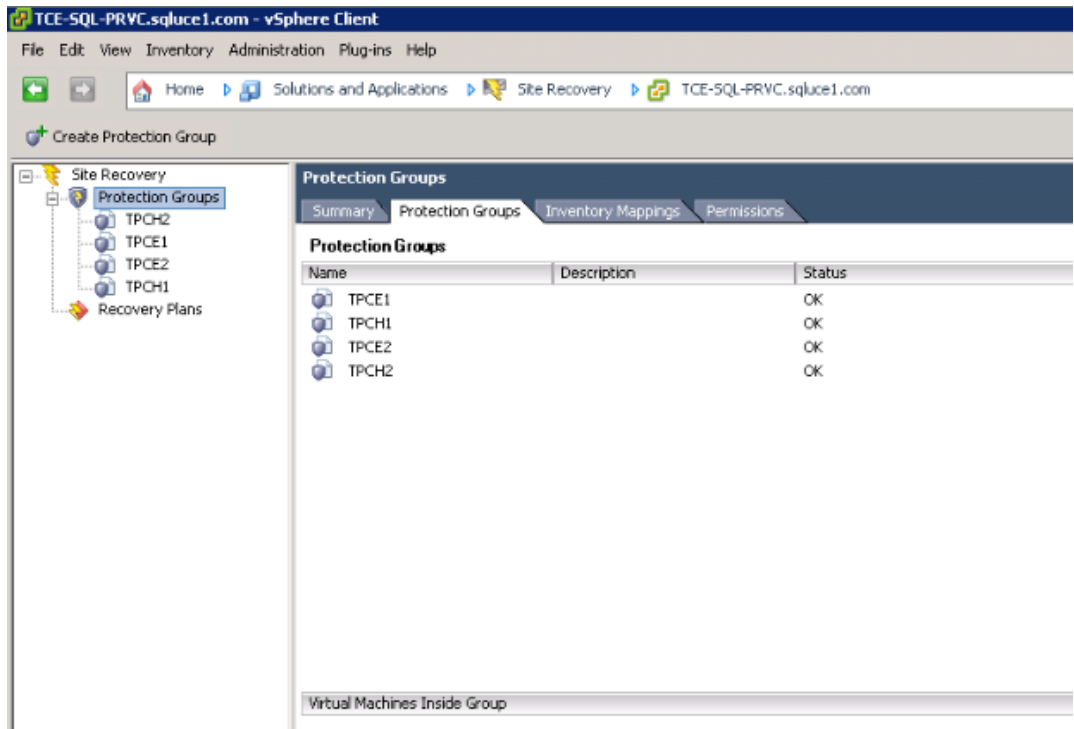 TCE-SQL-PRVC.sqluce1.com - vSphere Client
File Edit View Inventory Administration Plug-ins Help
Home Solutions and Applications Site Recovery TCE-SQL-PRVC.sqluce1.com
Create Protection Group
Site Recovery
Protection Groups
TPCH2
TPCE1
TPCE2
TPCH1
Recovery Plans
Protection Groups
Summary Protection Groups Inventory Mappings Permissions
Protection Groups
Name Description Status
TPCE1 OK
TPCH1 OK
TPCE2 OK
TPCH2 OK
Virtual Machines Inside Group